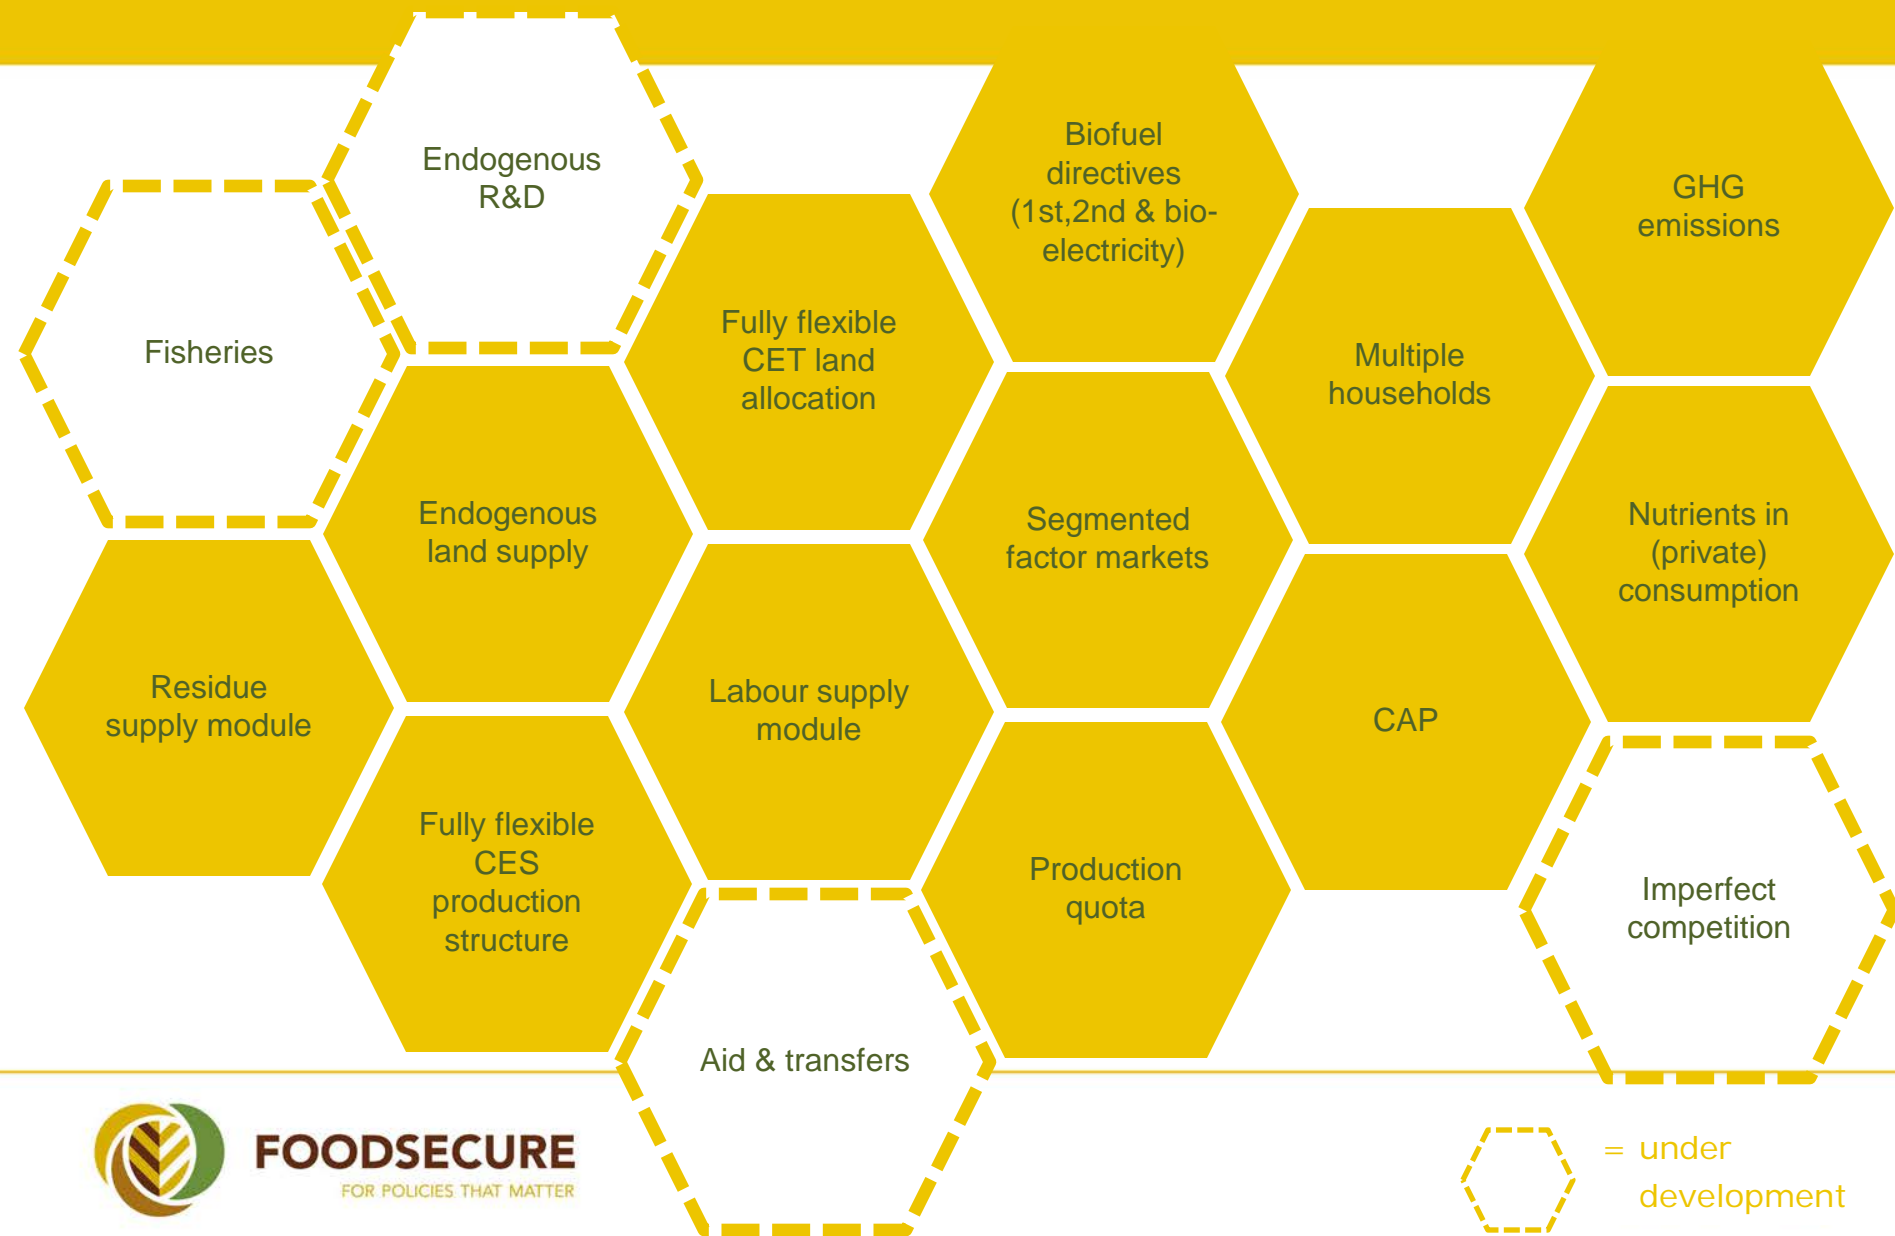 Endogenous
R&D
Biofuel
directives
(1st,2nd & bio-
electricity)
GHG
emissions
Fisheries
Fully flexible
CET land
allocation
Multiple
households
Endogenous
land supply
Segmented
factor markets
Nutrients in
(private)
consumption
Residue
supply module
Labour supply
module
CAP
Fully flexible
CES
production
structure
Production
quota
Imperfect
competition
Aid & transfers
FOODSECURE
FOR POLICIES THAT MATTER
= under
development